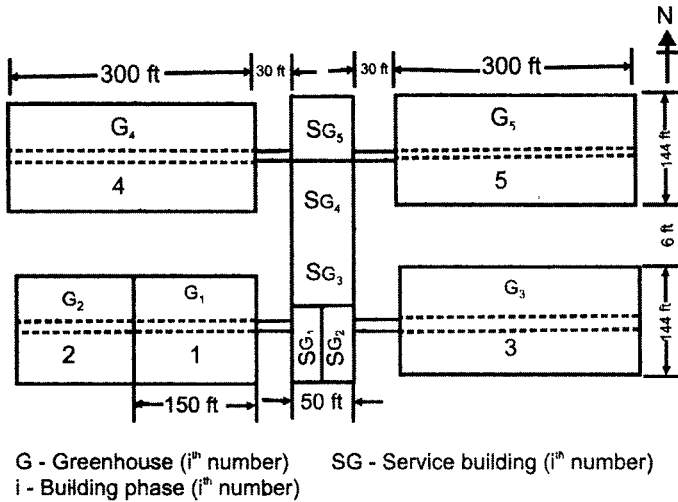 N
300 ft 30 ft 30 ft 300 ft
G₄ SG₅ G₅
144 ft
4 SG₄ 5
6 ft
SG₃
G₂ G₁ G₃
SG₁ SG₂
144 ft
2 1 3
150 ft 50 ft
G - Greenhouse (iᵗʰ number) SG - Service building (iᵗʰ number)
i - Building phase (iᵗʰ number)